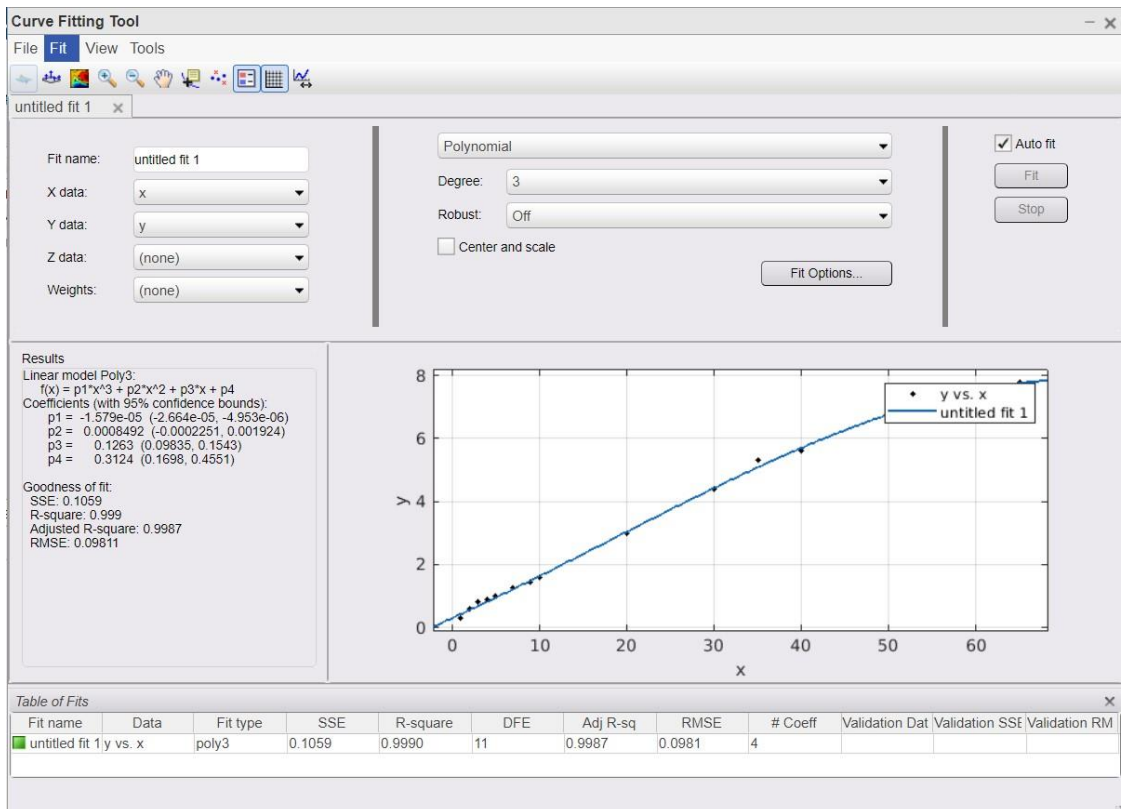 Curve Fitting Tool
File Fit View Tools
untitled fit 1
Fit name: untitled fit 1
X data: x
Y data: y
Z data: (none)
Weights: (none)
Polynomial
Degree: 3
Robust: Off
Center and scale
Fit Options...
Auto fit
Fit
Stop
Results
Linear model Poly3:
f(x) = p1*x^3 + p2*x^2 + p3*x + p4
Coefficients (with 95% confidence bounds):
p1 = -1.579e-05 (-2.664e-05, -4.953e-06)
p2 = 0.0008492 (-0.0002251, 0.001924)
p3 = 0.1263 (0.09835, 0.1543)
p4 = 0.3124 (0.1698, 0.4551)
Goodness of fit:
SSE: 0.1059
R-square: 0.999
Adjusted R-square: 0.9987
RMSE: 0.09811
y vs. x
untitled fit 1
8
6
4
2
0
y
0 10 20 30 40 50 60
x
Table of Fits
Fit name Data Fit type SSE R-square DFE Adj R-sq RMSE # Coeff Validation Dat Validation SSE Validation RM
untitled fit 1 y vs. x poly3 0.1059 0.9990 11 0.9987 0.0981 4